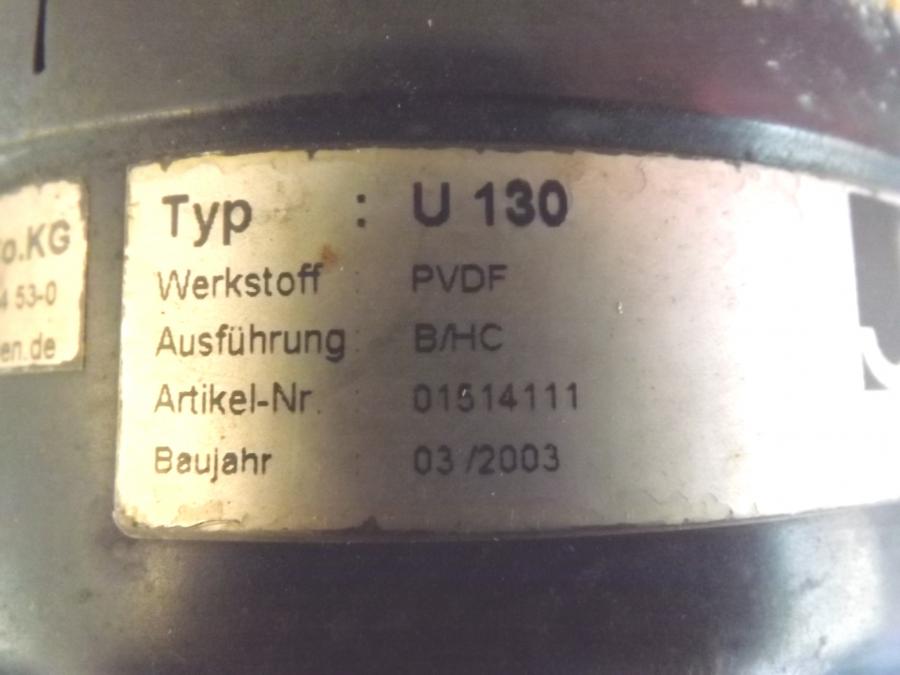 o.KG
4 53-0
en.de
Typ : U 130
Werkstoff : PVDF
Ausführung : B/HC
Artikel-Nr : 01514111
Baujahr : 03/2003